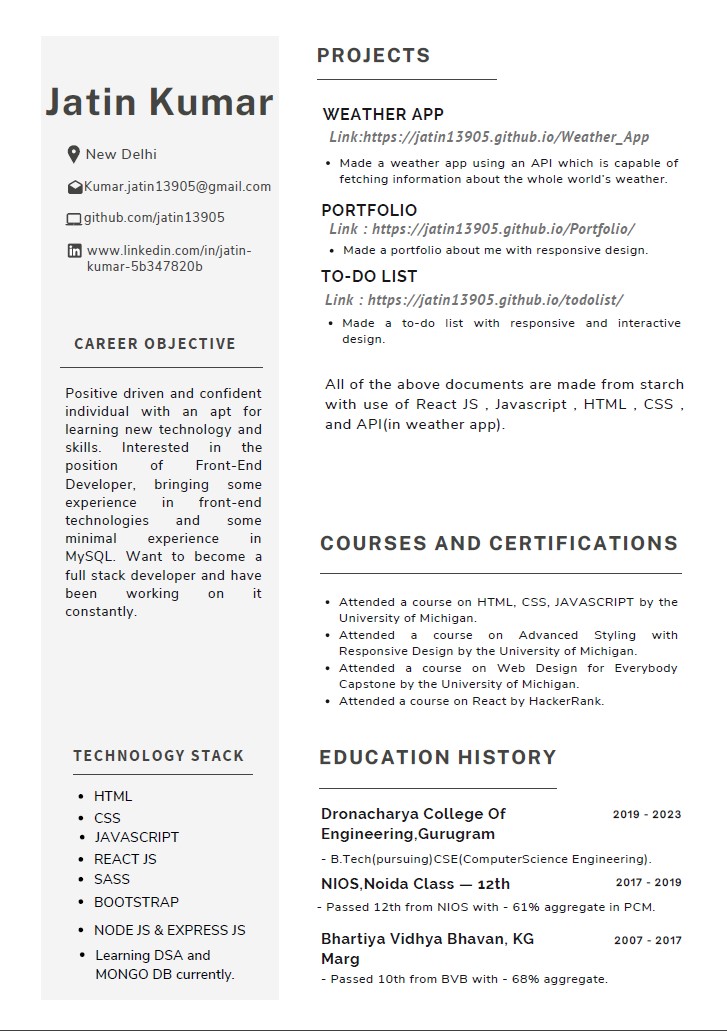 Jatin Kumar
New Delhi
Kumar.jatin13905@gmail.com
github.com/jatin13905
www.linkedin.com/in/jatin-
kumar-5b347820b
CAREER OBJECTIVE
Positive driven and confident
individual with an apt for
learning new technology and
skills. Interested in the
position of Front-End
Developer, bringing some
experience in front-end
technologies and some
minimal experience in
MySQL. Want to become a
full stack developer and have
been working on it
constantly.
TECHNOLOGY STACK
• HTML
• CSS
• JAVASCRIPT
• REACT JS
• SASS
• BOOTSTRAP
• NODE JS & EXPRESS JS
• Learning DSA and
MONGO DB currently.
PROJECTS
WEATHER APP
Link:https://jatin13905.github.io/Weather_App
• Made a weather app using an API which is capable of
fetching information about the whole world's weather.
PORTFOLIO
Link : https://jatin13905.github.io/Portfolio/
• Made a portfolio about me with responsive design.
TO-DO LIST
Link : https://jatin13905.github.io/todolist/
• Made a to-do list with responsive and interactive
design.
All of the above documents are made from starch
with use of React JS , Javascript , HTML , CSS ,
and API(in weather app).
COURSES AND CERTIFICATIONS
• Attended a course on HTML, CSS, JAVASCRIPT by the
University of Michigan.
• Attended a course on Advanced Styling with
Responsive Design by the University of Michigan.
• Attended a course on Web Design for Everybody
Capstone by the University of Michigan.
• Attended a course on React by HackerRank.
EDUCATION HISTORY
Dronacharya College Of 2019 - 2023
Engineering,Gurugram
- B.Tech(pursuing)CSE(ComputerScience Engineering).
NIOS,Noida Class — 12th 2017 - 2019
- Passed 12th from NIOS with - 61% aggregate in PCM.
Bhartiya Vidhya Bhavan, KG 2007 - 2017
Marg
- Passed 10th from BVB with - 68% aggregate.